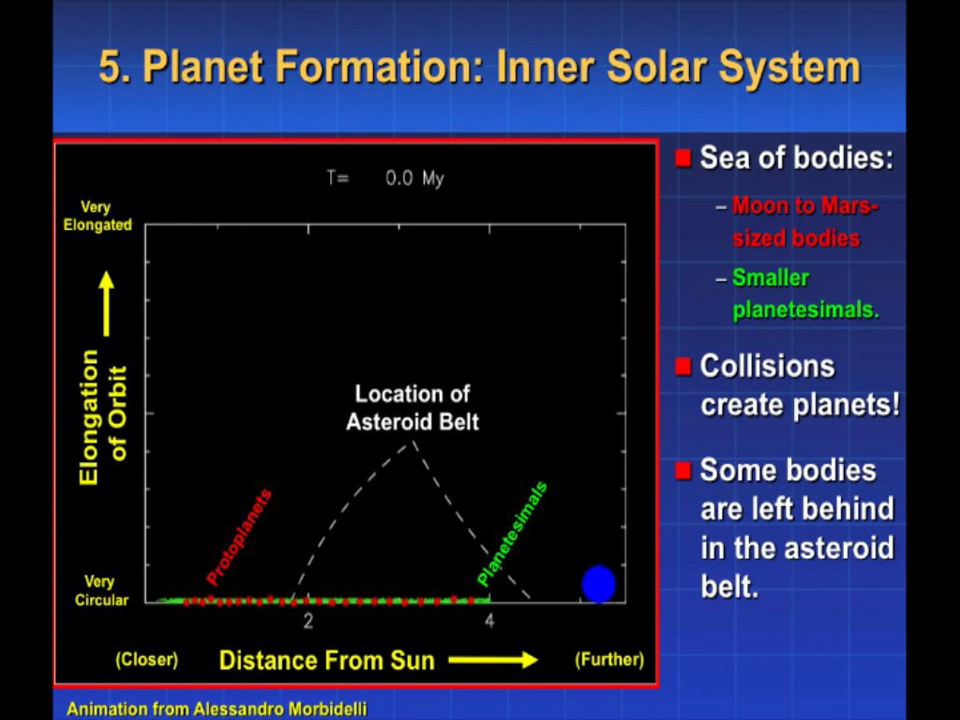 5. Planet Formation: Inner Solar System
T= 0.0 My
Very
Elongated
Elongation
of Orbit
Location of
Asteroid Belt
Protoplanets
Planetesimals
Very
Circular
2
4
(Closer)
Distance From Sun
(Further)
Animation from Alessandro Morbidelli
Sea of bodies:
– Moon to Mars-
sized bodies
– Smaller
planetesimals.
Collisions
create planets!
Some bodies
are left behind
in the asteroid
belt.